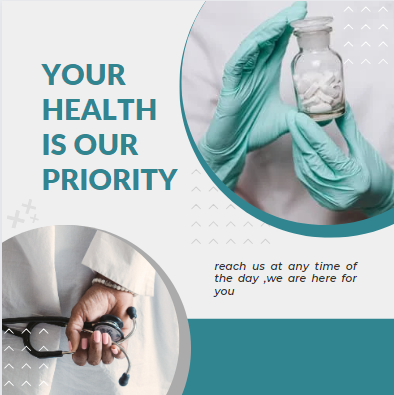 YOUR
HEALTH
IS OUR
PRIORITY
reach us at any time of
the day ,we are here for
you